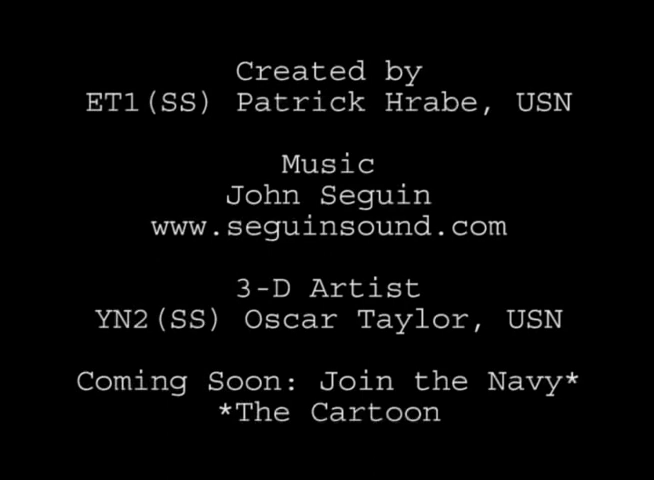 Created by
ET1(SS) Patrick Hrabe, USN
Music
John Seguin
www.seguinsound.com
3-D Artist
YN2(SS) Oscar Taylor, USN
Coming Soon: Join the Navy*
*The Cartoon